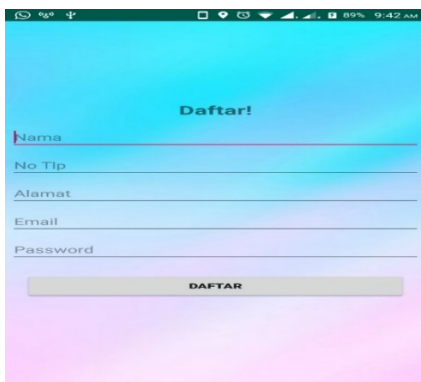 89% 9:42 AM
Daftar!
Nama
No Tlp
Alamat
Email
Password
DAFTAR